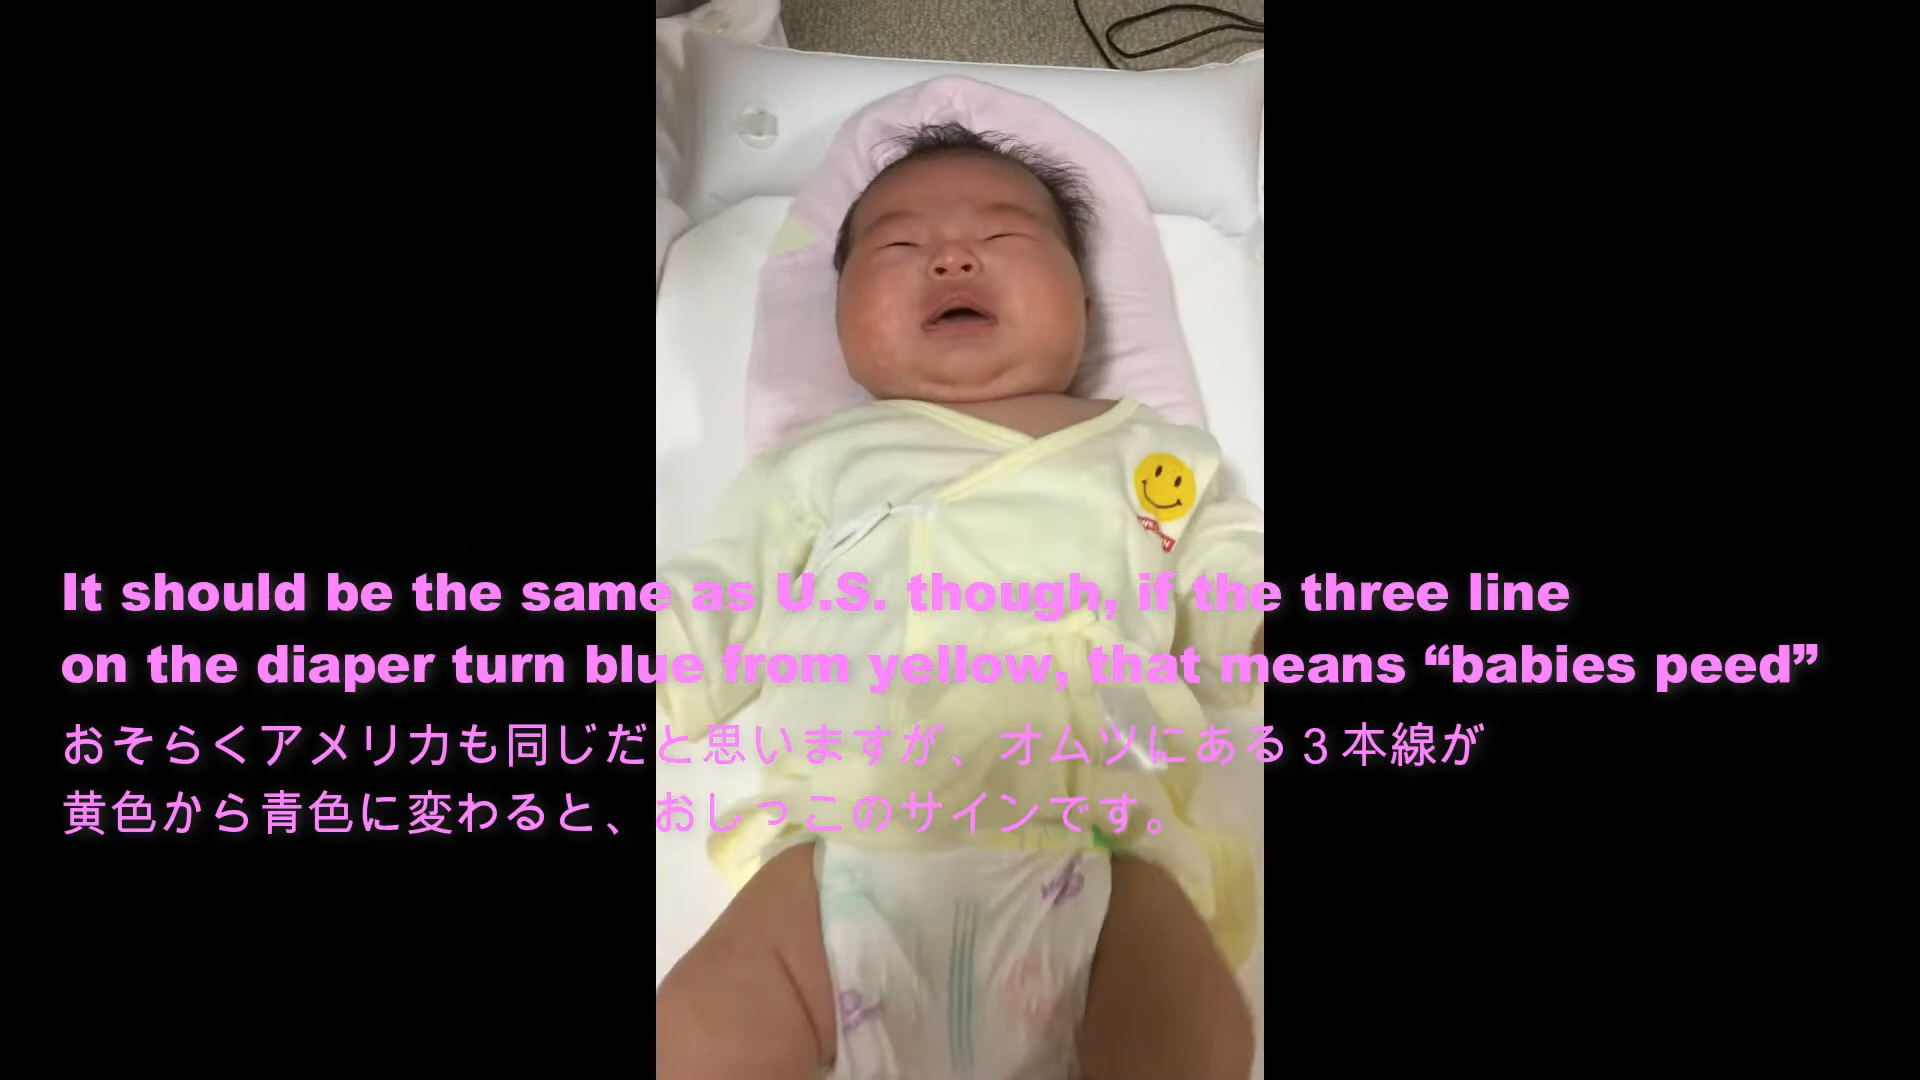 It should be the same as U.S. though, if the three line
on the diaper turn blue from yellow, that means “babies peed”
おそらくアメリカも同じだと思いますが、オムツにある３本線が
黄色から青色に変わると、おしっこのサインです。